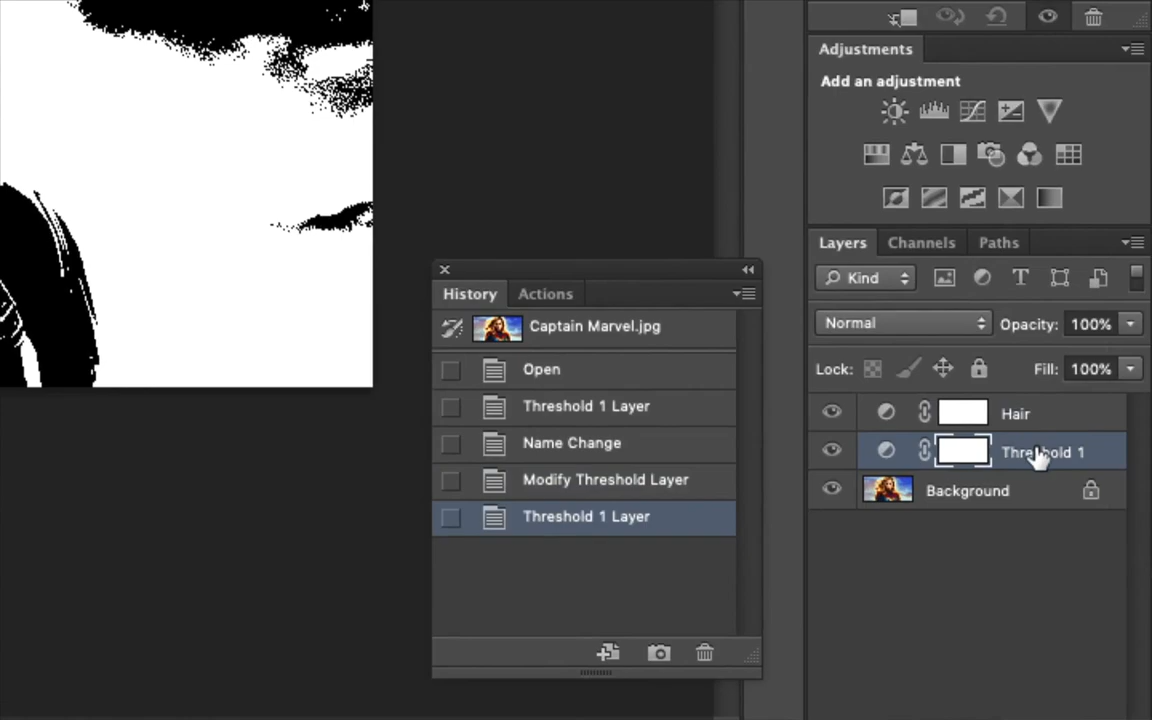 Adjustments
Add an adjustment
Layers Channels Paths
Kind
Normal Opacity: 100%
Lock: Fill: 100%
Hair
Threshold 1
Background
History Actions
Captain Marvel.jpg
Open
Threshold 1 Layer
Name Change
Modify Threshold Layer
Threshold 1 Layer